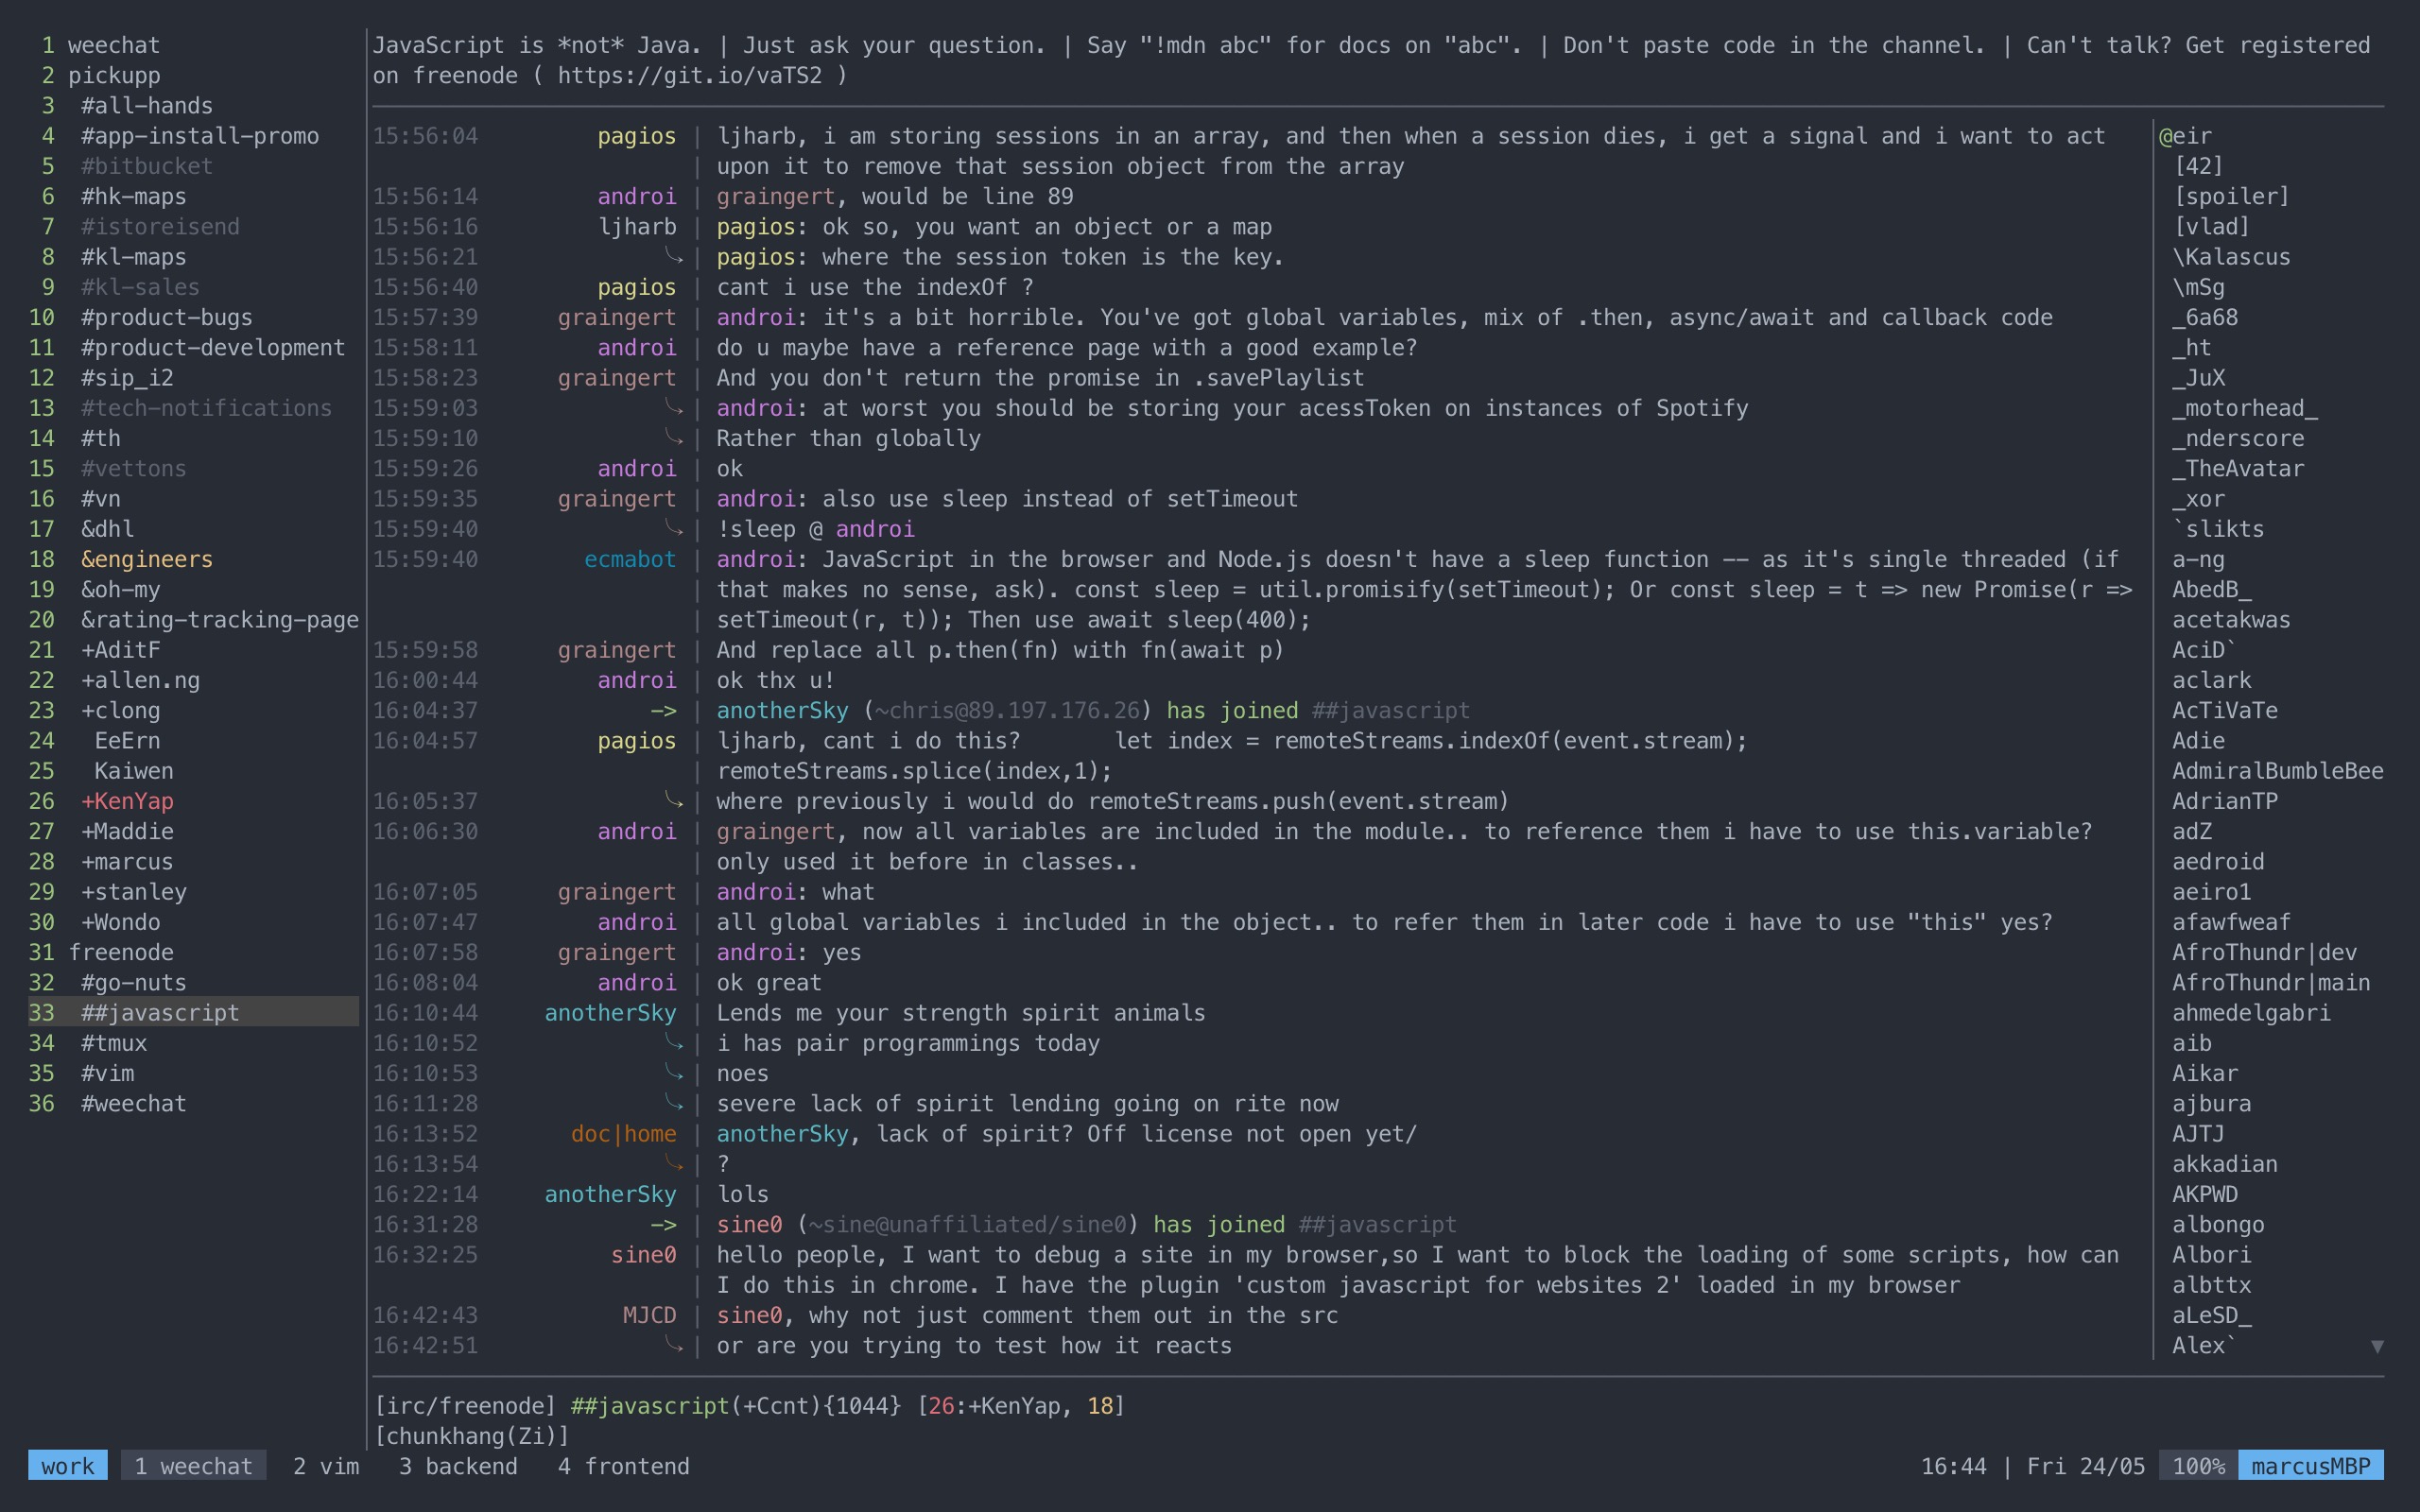 1 weechat
2 pickupp
3 #all-hands
4 #app-install-promo
5 #bitbucket
6 #hk-maps
7 #istoreisend
8 #kl-maps
9 #kl-sales
10 #product-bugs
11 #product-development
12 #sip_i2
13 #tech-notifications
14 #th
15 #vettons
16 #vn
17 &dhl
18 &engineers
19 &oh-my
20 &rating-tracking-page
21 +AditF
22 +allen.ng
23 +clong
24 EeErn
25 Kaiwen
26 +KenYap
27 +Maddie
28 +marcus
29 +stanley
30 +Wondo
31 freenode
32 #go-nuts
33 ##javascript
34 #tmux
35 #vim
36 #weechat
JavaScript is *not* Java. | Just ask your question. | Say "!mdn abc" for docs on "abc". | Don't paste code in the channel. | Can't talk? Get registered
on freenode ( https://git.io/vaTS2 )
15:56:04 pagios | ljharb, i am storing sessions in an array, and then when a session dies, i get a signal and i want to act
| upon it to remove that session object from the array
15:56:14 androi | graingert, would be line 89
15:56:16 ljharb | pagios: ok so, you want an object or a map
15:56:21 ⤷ | pagios: where the session token is the key.
15:56:40 pagios | cant i use the indexOf ?
15:57:39 graingert | androi: it's a bit horrible. You've got global variables, mix of .then, async/await and callback code
15:58:11 androi | do u maybe have a reference page with a good example?
15:58:23 graingert | And you don't return the promise in .savePlaylist
15:59:03 ⤷ | androi: at worst you should be storing your acessToken on instances of Spotify
15:59:10 ⤷ | Rather than globally
15:59:26 androi | ok
15:59:35 graingert | androi: also use sleep instead of setTimeout
15:59:40 ⤷ | !sleep @ androi
15:59:40 ecmabot | androi: JavaScript in the browser and Node.js doesn't have a sleep function -- as it's single threaded (if
| that makes no sense, ask). const sleep = util.promisify(setTimeout); Or const sleep = t => new Promise(r =>
| setTimeout(r, t)); Then use await sleep(400);
15:59:58 graingert | And replace all p.then(fn) with fn(await p)
16:00:44 androi | ok thx u!
16:04:37 -> | anotherSky (~chris@89.197.176.26) has joined ##javascript
16:04:57 pagios | ljharb, cant i do this? let index = remoteStreams.indexOf(event.stream);
| remoteStreams.splice(index,1);
16:05:37 ⤷ | where previously i would do remoteStreams.push(event.stream)
16:06:30 androi | graingert, now all variables are included in the module.. to reference them i have to use this.variable?
| only used it before in classes..
16:07:05 graingert | androi: what
16:07:47 androi | all global variables i included in the object.. to refer them in later code i have to use "this" yes?
16:07:58 graingert | androi: yes
16:08:04 androi | ok great
16:10:44 anotherSky | Lends me your strength spirit animals
16:10:52 ⤷ | i has pair programmings today
16:10:53 ⤷ | noes
16:11:28 ⤷ | severe lack of spirit lending going on rite now
16:13:52 doc|home | anotherSky, lack of spirit? Off license not open yet/
16:13:54 ⤷ | ?
16:22:14 anotherSky | lols
16:31:28 -> | sine0 (~sine@unaffiliated/sine0) has joined ##javascript
16:32:25 sine0 | hello people, I want to debug a site in my browser,so I want to block the loading of some scripts, how can
| I do this in chrome. I have the plugin 'custom javascript for websites 2' loaded in my browser
16:42:43 MJCD | sine0, why not just comment them out in the src
16:42:51 ⤷ | or are you trying to test how it reacts
@eir
[42]
[spoiler]
[vlad]
\Kalascus
\mSg
_6a68
_ht
_JuX
_motorhead_
_nderscore
_TheAvatar
_xor
`slikts
a-ng
AbedB_
acetakwas
AciD`
aclark
AcTiVaTe
Adie
AdmiralBumbleBee
AdrianTP
adZ
aedroid
aeiro1
afawfweaf
AfroThundr|dev
AfroThundr|main
ahmedelgabri
aib
Aikar
ajbura
AJTJ
akkadian
AKPWD
albongo
Albori
albttx
aLeSD_
Alex` ▼
[irc/freenode] ##javascript(+Ccnt){1044} [26:+KenYap, 18]
[chunkhang(Zi)]
work 1 weechat 2 vim 3 backend 4 frontend 16:44 | Fri 24/05 100% marcusMBP